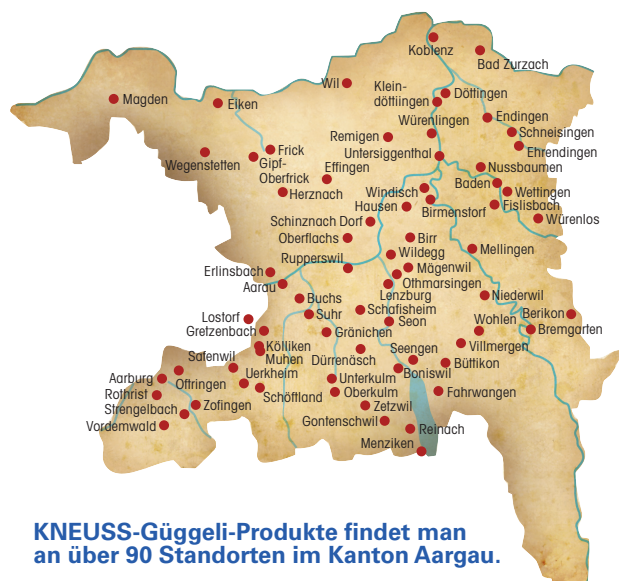 Koblenz
Bad Zurzach
Wil
Klein-
döttliingen
Döttingen
Magden
Eiken
Endingen
Würenlingen
Schneisingen
Remigen
Ehrendingen
Frick
Untersiggenthal
Wegenstetten
Gipf-
Oberfrick
Effingen
Nussbaumen
Baden
Herznach
Windisch
Wettingen
Hausen
Birmenstorf
Fislisbach
Würenlos
Schinznach Dorf
Oberflachs
Birr
Mellingen
Wildegg
Rupperswil
Mägenwil
Erlinsbach
Othmarsingen
Aarau
Lenzburg
Niederwil
Buchs
Schafisheim
Berikon
Lostorf
Suhr
Seon
Wohlen
Bremgarten
Gretzenbach
Gränichen
Villmergen
Kölliken
Muhen
Dürrenäsch
Seengen
Büttikon
Safenwil
Boniswil
Aarburg
Oftringen
Uerkheim
Unterkulm
Rothrist
Schöftland
Oberkulm
Fahrwangen
Strengelbach
Zofingen
Zetzwil
Vordemwald
Gontenschwil
Reinach
Menziken
KNEUSS-Güggeli-Produkte findet man
an über 90 Standorten im Kanton Aargau.